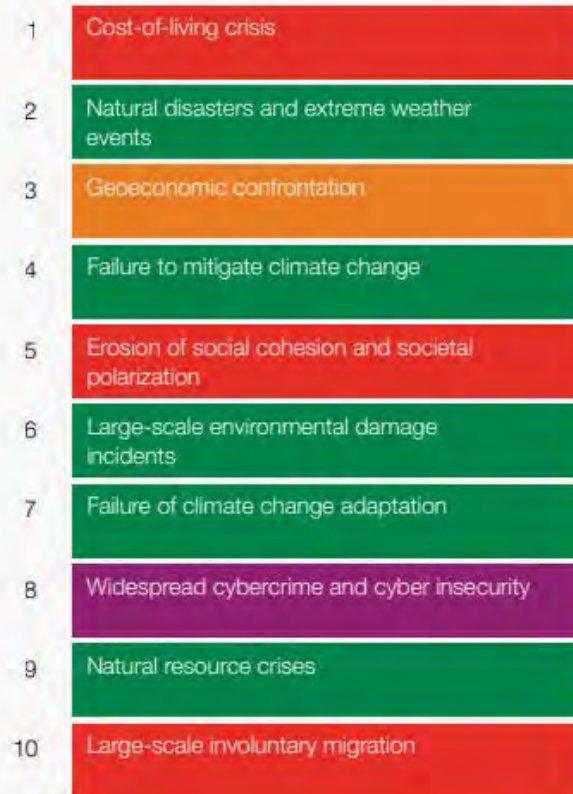 1 Cost-of-living crisis
2 Natural disasters and extreme weather
events
3 Geoeconomic confrontation
4 Failure to mitigate climate change
5 Erosion of social cohesion and societal
polarization
6 Large-scale environmental damage
incidents
7 Failure of climate change adaptation
8 Widespread cybercrime and cyber insecurity
9 Natural resource crises
10 Large-scale involuntary migration